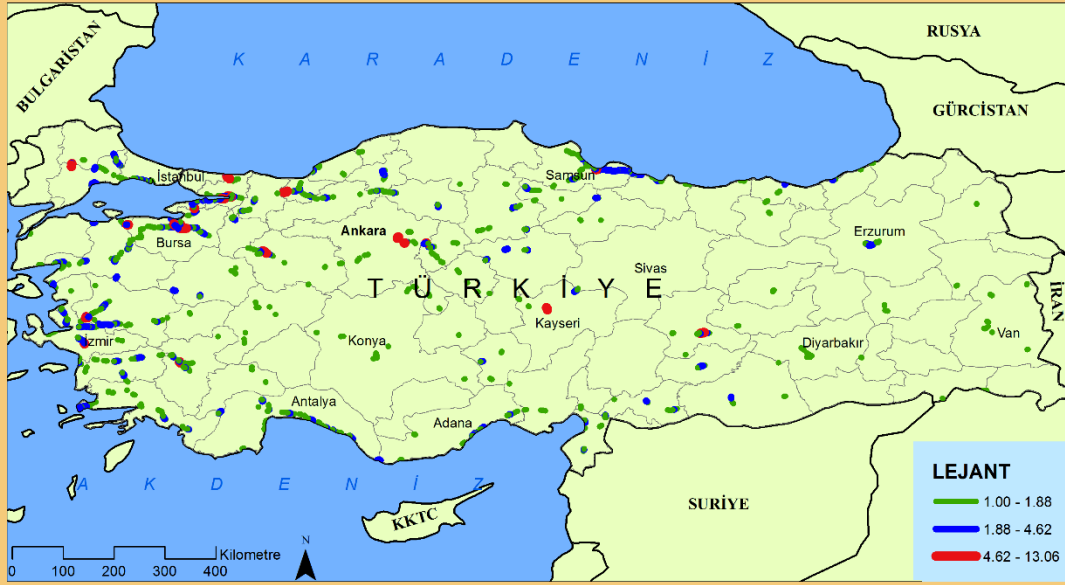 BULGARİSTAN
RUSYA
K A R A D E N İ Z
GÜRCİSTAN
İstanbul
Samsun
Bursa
Ankara
Erzurum
Sivas
T Ü R K İ Y E
İRAN
Kayseri
İzmir
Konya
Diyarbakır
Van
Antalya
Adana
A K D E N İ Z
KKTC
SURİYE
LEJANT
1.00 - 1.88
1.88 - 4.62
4.62 - 13.06
N
Kilometre
0 100 200 300 400